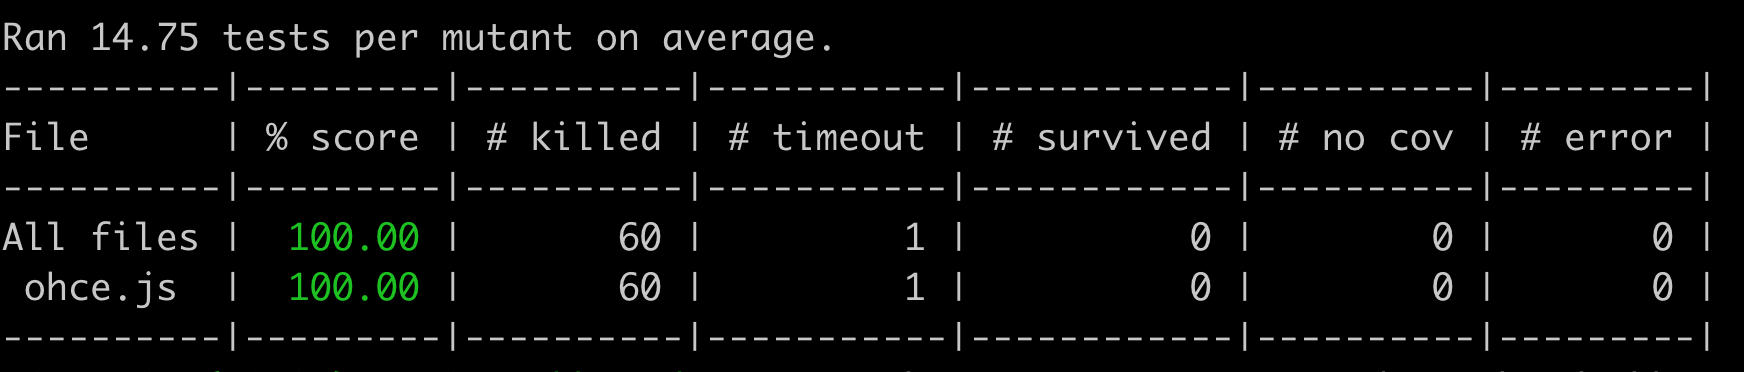 Ran 14.75 tests per mutant on average.
----------|---------|----------|-----------|------------|----------|---------|
File      | % score | # killed | # timeout | # survived | # no cov | # error |
----------|---------|----------|-----------|------------|----------|---------|
All files |  100.00 |       60 |         1 |          0 |        0 |       0 |
 ohce.js  |  100.00 |       60 |         1 |          0 |        0 |       0 |
----------|---------|----------|-----------|------------|----------|---------|